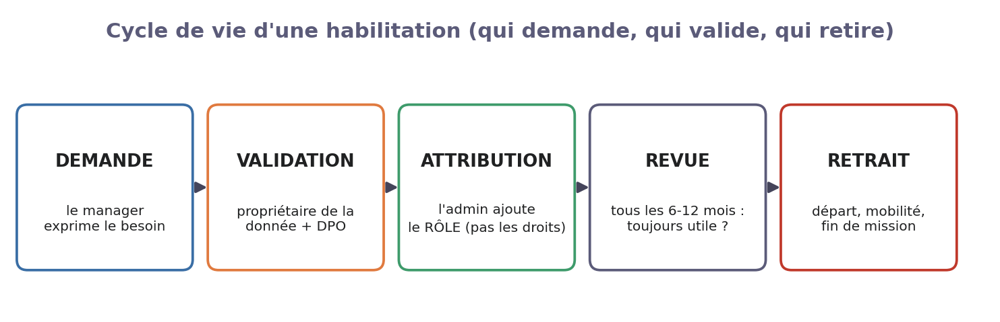 Cycle de vie d'une habilitation (qui demande, qui valide, qui retire)
DEMANDE
le manager
exprime le besoin
VALIDATION
propriétaire de la
donnée + DPO
ATTRIBUTION
l'admin ajoute
le RÔLE (pas les droits)
REVUE
tous les 6-12 mois :
toujours utile ?
RETRAIT
départ, mobilité,
fin de mission